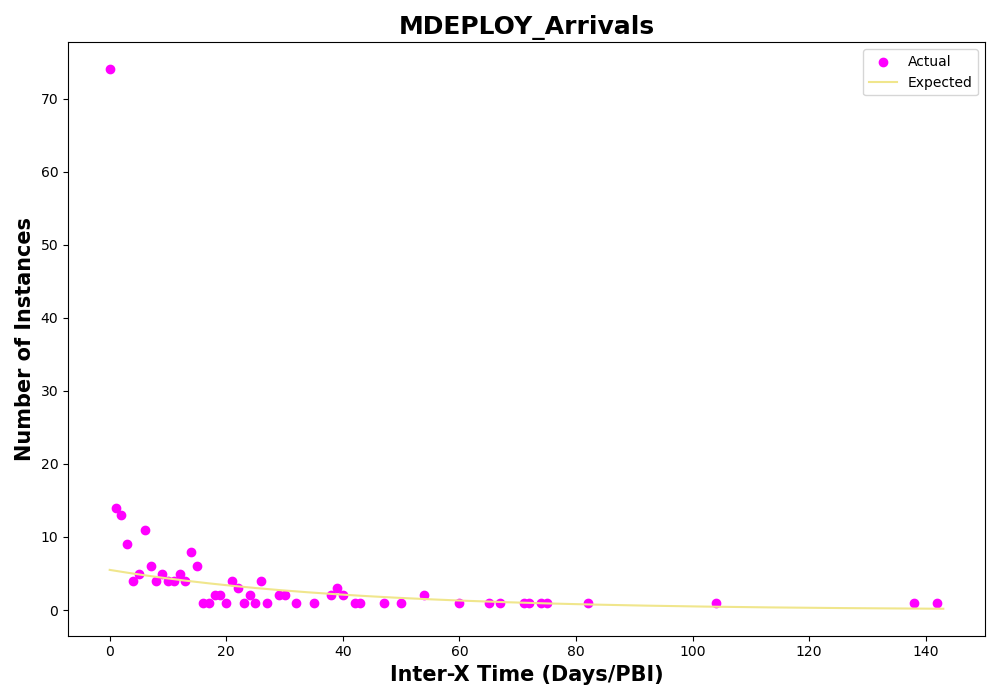 MDEPLOY_Arrivals
Actual
Expected
70
60
50
40
30
20
10
0
Number of Instances
0 20 40 60 80 100 120 140
Inter-X Time (Days/PBI)